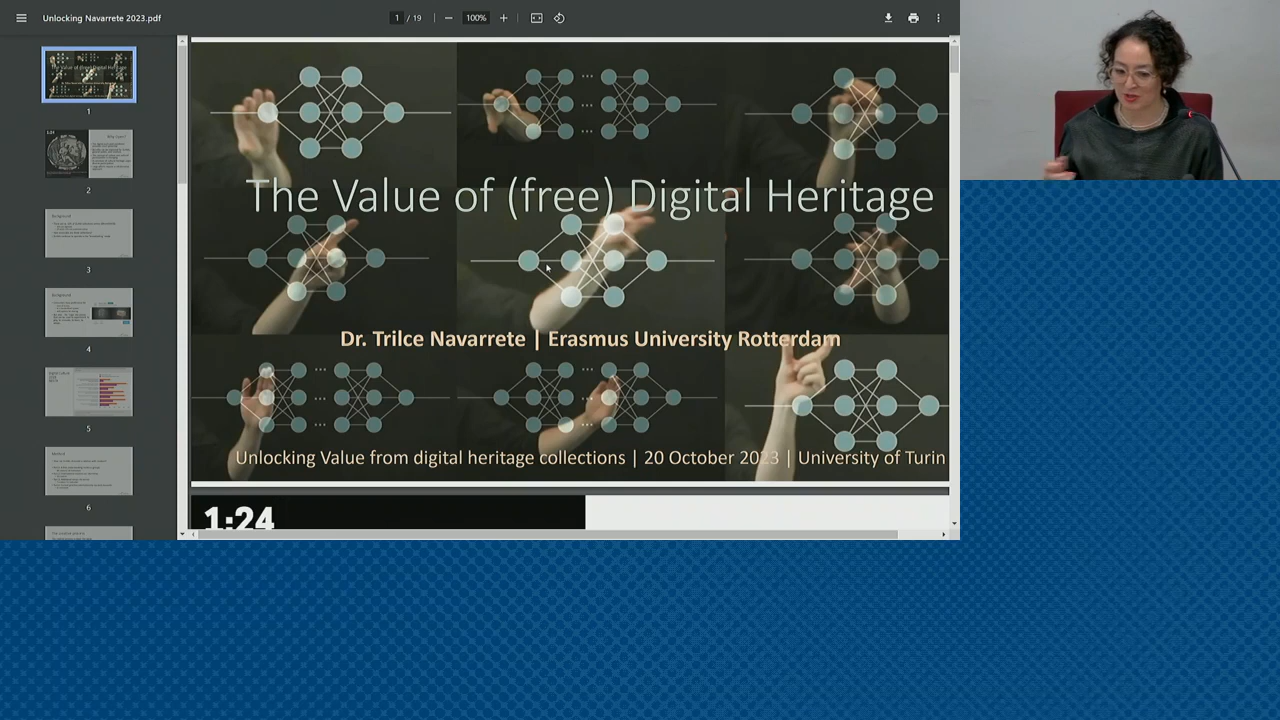 Unlocking Navarrete 2023.pdf
1 / 19
100%
1
2
3
4
5
6
The Value of (free) Digital Heritage
Dr. Trilce Navarrete | Erasmus University Rotterdam
Unlocking Value from digital heritage collections | 20 October 2023 | University of Turin
1:24